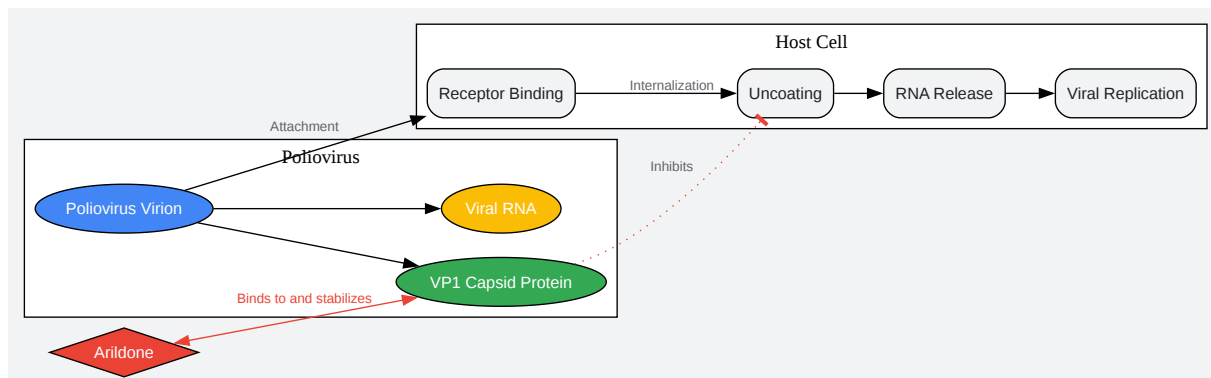 Host Cell
Receptor Binding
Internalization
Uncoating
RNA Release
Viral Replication
Attachment
Poliovirus
Inhibits
Poliovirus Virion
Viral RNA
VP1 Capsid Protein
Binds to and stabilizes
Arildone